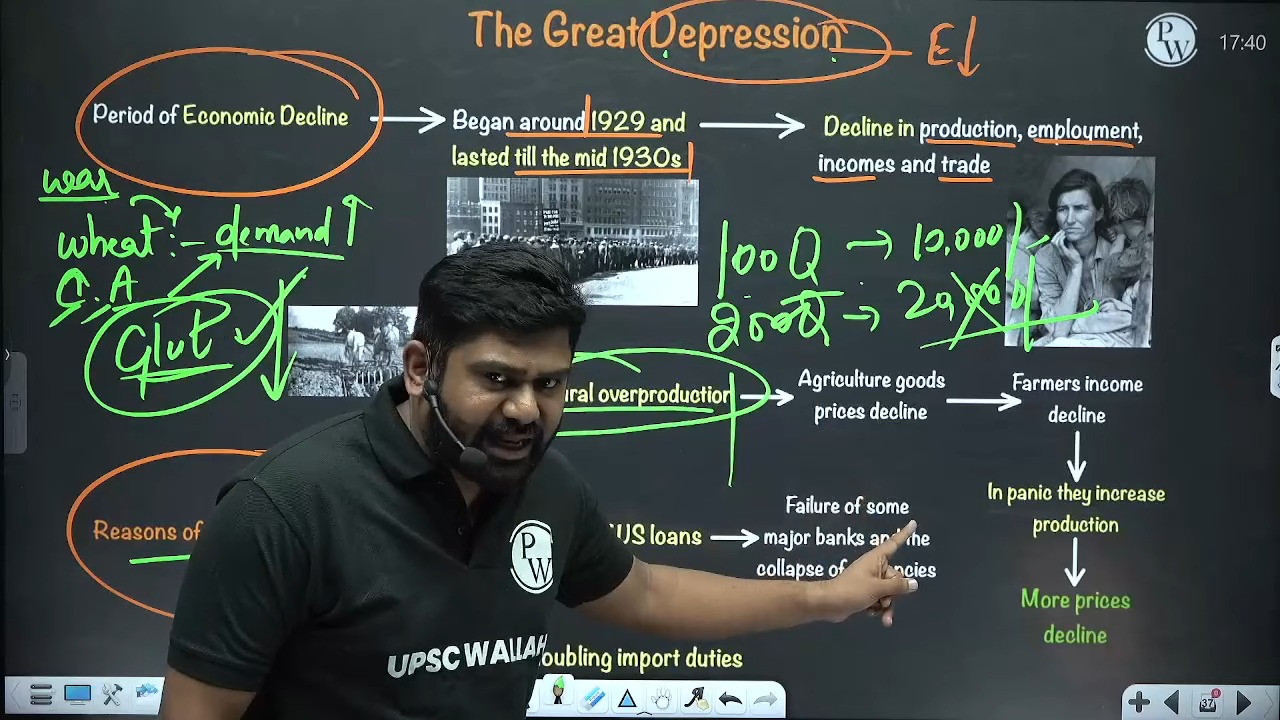 The Great Depression
E↓
PW
17:40
Period of Economic Decline
Began around 1929 and
lasted till the mid 1930s
Decline in production, employment,
incomes and trade
war
wheat :- demand ↑
C.A
Glut
100Q → 10,000
200Q →
ural overproduction
Agriculture goods
prices decline
Farmers income
decline
In panic they increase
production
More prices
decline
Reasons of
US loans
Failure of some
major banks and the
collapse of
oubling import duties
PW
UPSC WALLAH
37